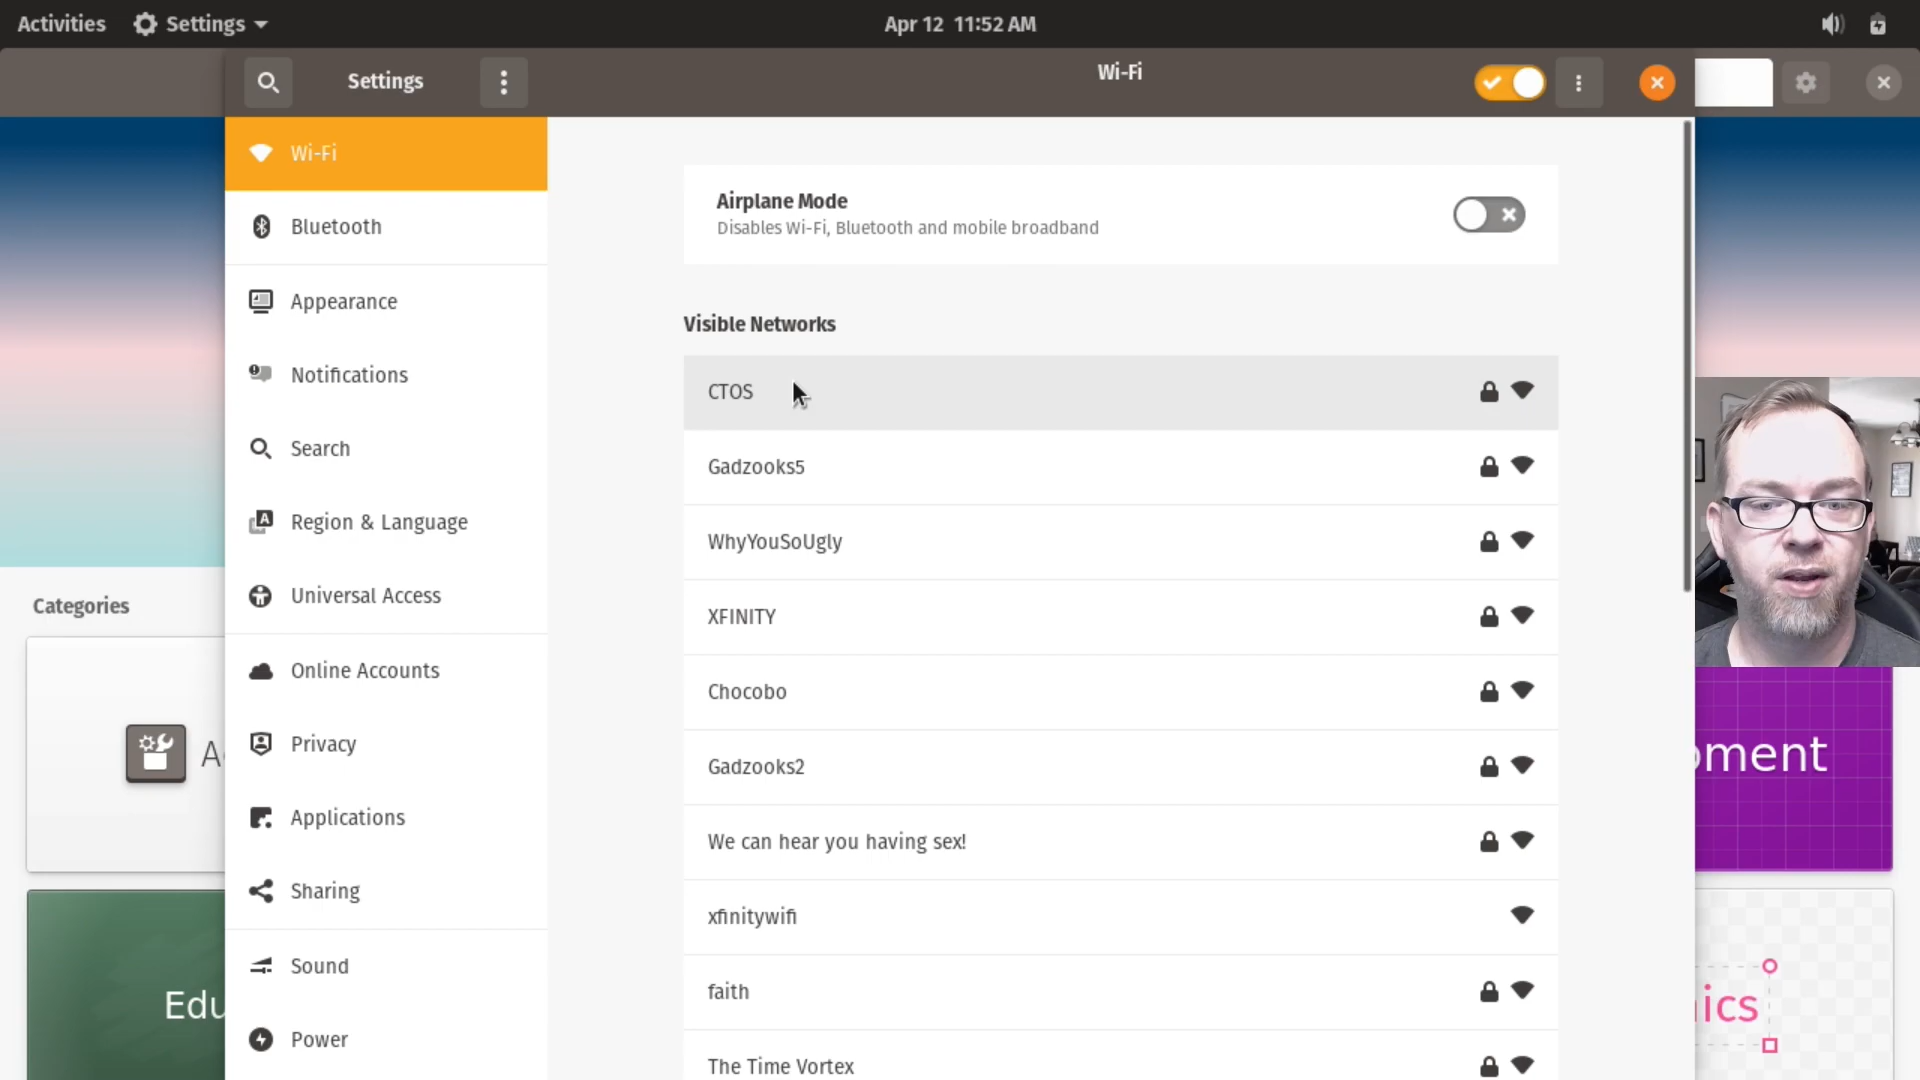 Activities
Settings
Apr 12 11:52 AM
Settings
Wi-Fi
Wi-Fi
Bluetooth
Appearance
Notifications
Search
Region & Language
Universal Access
Online Accounts
Privacy
Applications
Sharing
Sound
Power
Airplane Mode
Disables Wi-Fi, Bluetooth and mobile broadband
Visible Networks
CTOS
Gadzooks5
WhyYouSoUgly
XFINITY
Chocobo
Gadzooks2
We can hear you having sex!
xfinitywifi
faith
The Time Vortex
Categories
Edu
pment
ics